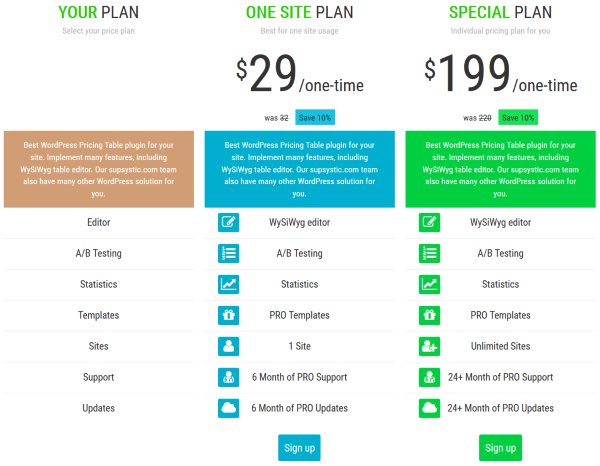 YOUR PLAN
Select your price plan
ONE SITE PLAN
Best for one site usage
SPECIAL PLAN
Individual pricing plan for you
$29/one-time
$199/one-time
was 32 Save 10%
was 220 Save 10%
Best WordPress Pricing Table plugin for your
site. Implement many features, including
WySiWyg table editor. Our supsystic.com team
also have many other WordPress solution for
you.
Best WordPress Pricing Table plugin for your
site. Implement many features, including
WySiWyg table editor. Our supsystic.com team
also have many other WordPress solution for
you.
Best WordPress Pricing Table plugin for your
site. Implement many features, including
WySiWyg table editor. Our supsystic.com team
also have many other WordPress solution for
you.
Editor
WySiWyg editor
WySiWyg editor
A/B Testing
A/B Testing
A/B Testing
Statistics
Statistics
Statistics
Templates
PRO Templates
PRO Templates
Sites
1 Site
Unlimited Sites
Support
6 Month of PRO Support
24+ Month of PRO Support
Updates
6 Month of PRO Updates
24+ Month of PRO Updates
Sign up
Sign up